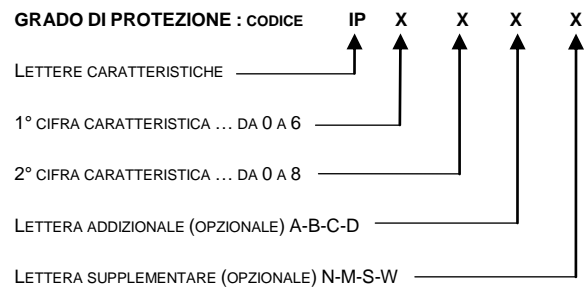 GRADO DI PROTEZIONE : CODICE IP X X X X
LETTERE CARATTERISTICHE
1° CIFRA CARATTERISTICA ... DA 0 A 6
2° CIFRA CARATTERISTICA ... DA 0 A 8
LETTERA ADDIZIONALE (OPZIONALE) A-B-C-D
LETTERA SUPPLEMENTARE (OPZIONALE) N-M-S-W